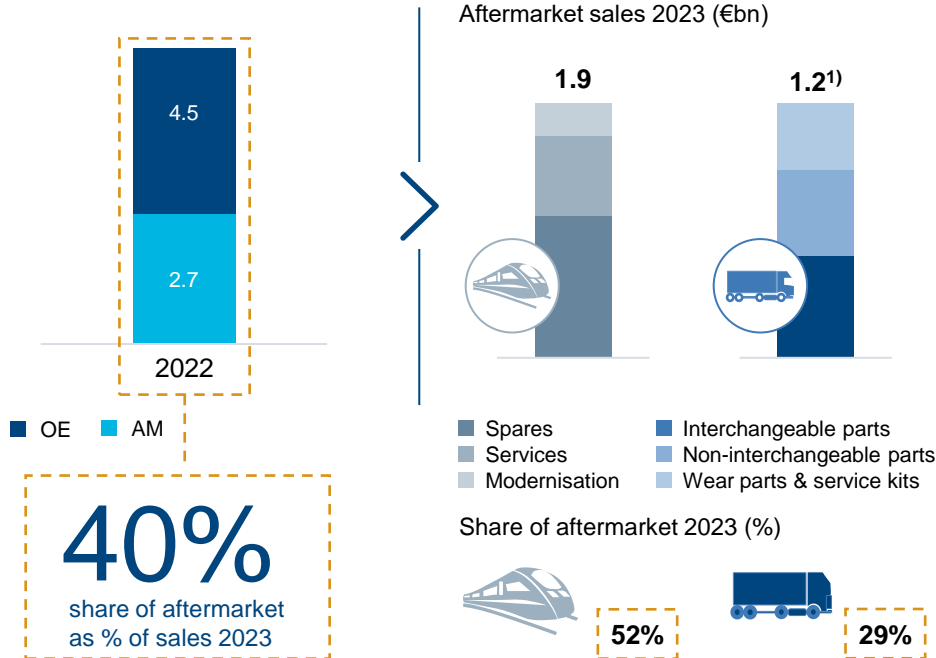 Aftermarket sales 2023 (€bn)
4.5
2.7
2022
OE
AM
40%
share of aftermarket
as % of sales 2023
1.9
1.2¹⁾
Spares
Services
Modernisation
Interchangeable parts
Non-interchangeable parts
Wear parts & service kits
Share of aftermarket 2023 (%)
52%
29%